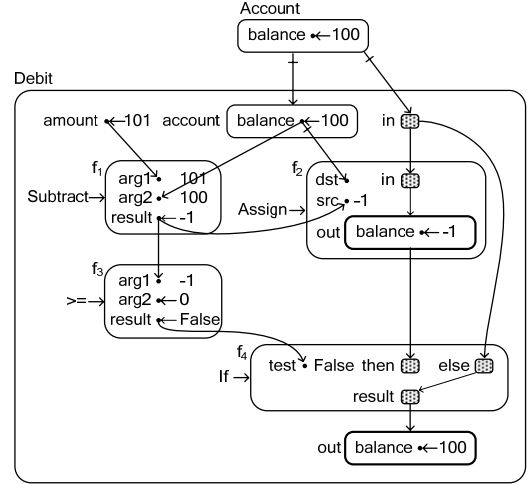 Account
balance 100
Debit
amount 101 account balance 100 in
f1
Subtract
arg1 101
arg2 100
result -1
f2
Assign
dst
src -1
in
out balance -1
f3
>=
arg1 -1
arg2 0
result False
f4
If
test False then else
result
out balance 100